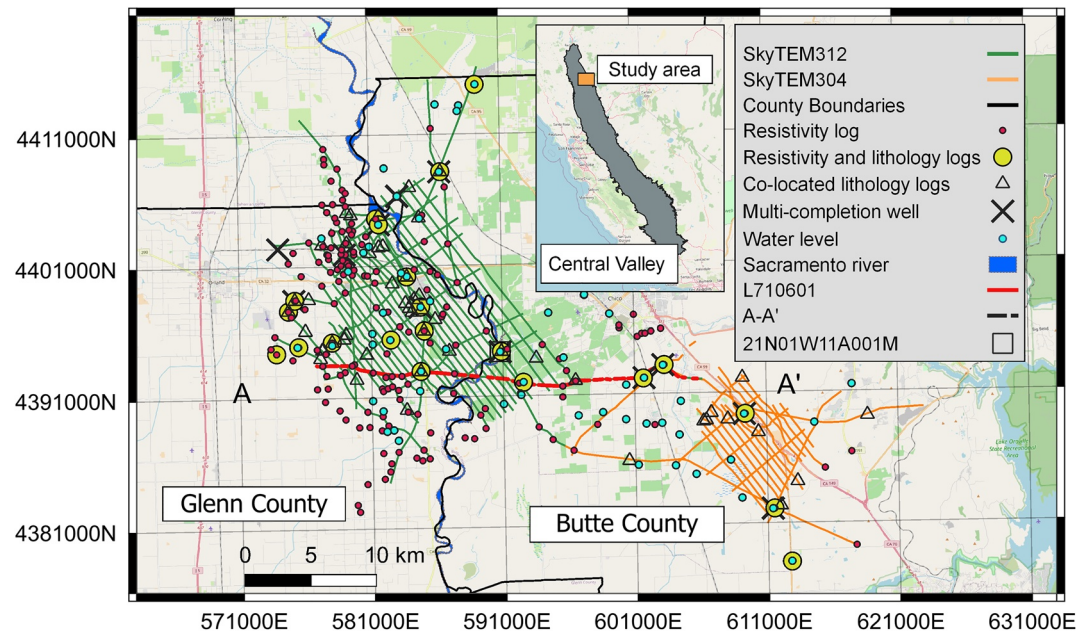 Study area
Central Valley
SkyTEM312
SkyTEM304
County Boundaries
Resistivity log
Resistivity and lithology logs
Co-located lithology logs
Multi-completion well
Water level
Sacramento river
L710601
A-A'
21N01W11A001M
4411000N
4401000N
4391000N
4381000N
Chico
A
A'
Glenn County
Butte County
0 5 10 km
571000E 581000E 591000E 601000E 611000E 621000E 631000E